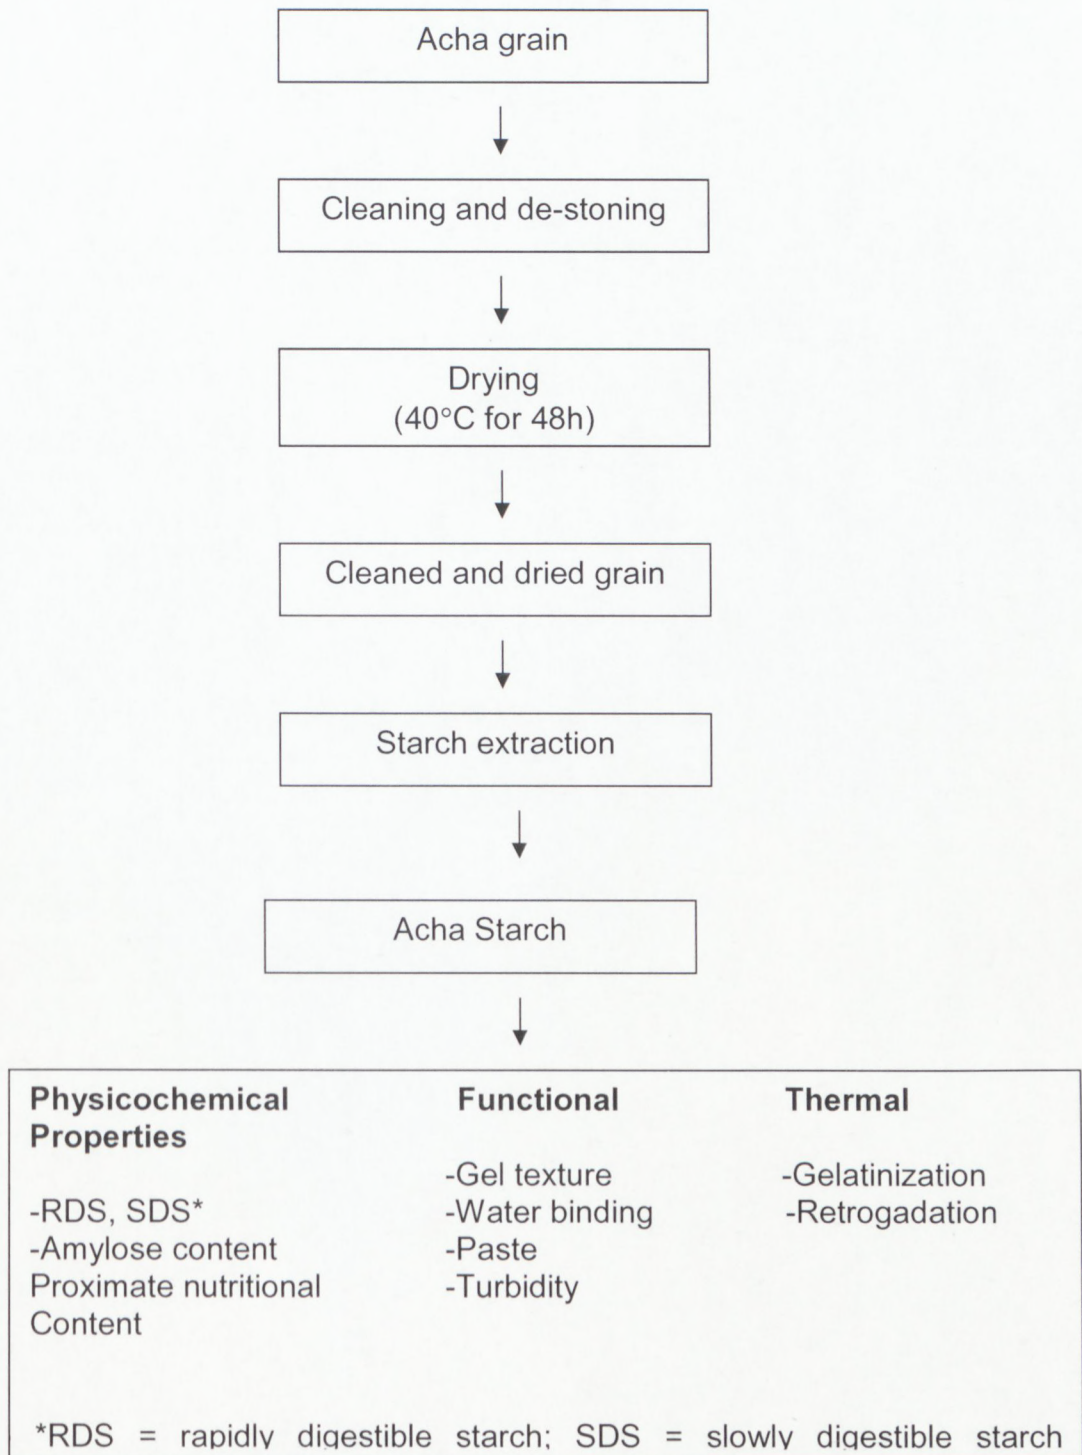 Acha grain
Cleaning and de-stoning
Drying
(40°C for 48h)
Cleaned and dried grain
Starch extraction
Acha Starch
Physicochemical
Properties
-RDS, SDS*
-Amylose content
Proximate nutritional
Content
Functional
-Gel texture
-Water binding
-Paste
-Turbidity
Thermal
-Gelatinization
-Retrogadation
*RDS = rapidly digestible starch; SDS = slowly digestible starch